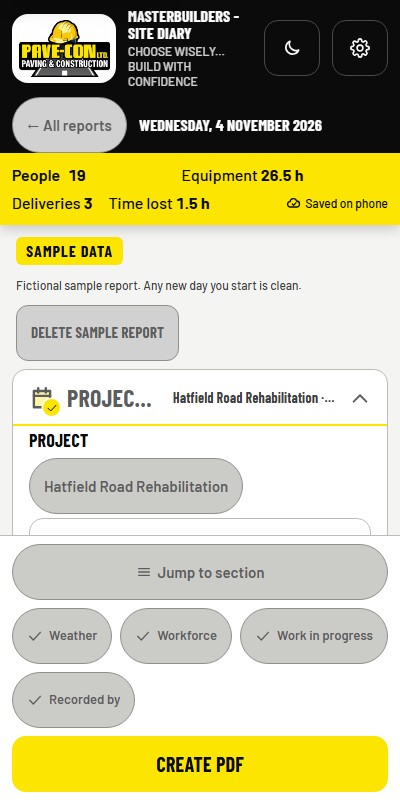 PAVE-CON LTD.
PAVING & CONSTRUCTION
MASTERBUILDERS -
SITE DIARY
CHOOSE WISELY...
BUILD WITH
CONFIDENCE
← All reports
WEDNESDAY, 4 NOVEMBER 2026
People 19
Equipment 26.5 h
Deliveries 3
Time lost 1.5 h
Saved on phone
SAMPLE DATA
Fictional sample report. Any new day you start is clean.
DELETE SAMPLE REPORT
PROJEC...
Hatfield Road Rehabilitation ·...
PROJECT
Hatfield Road Rehabilitation
Jump to section
Weather
Workforce
Work in progress
Recorded by
CREATE PDF